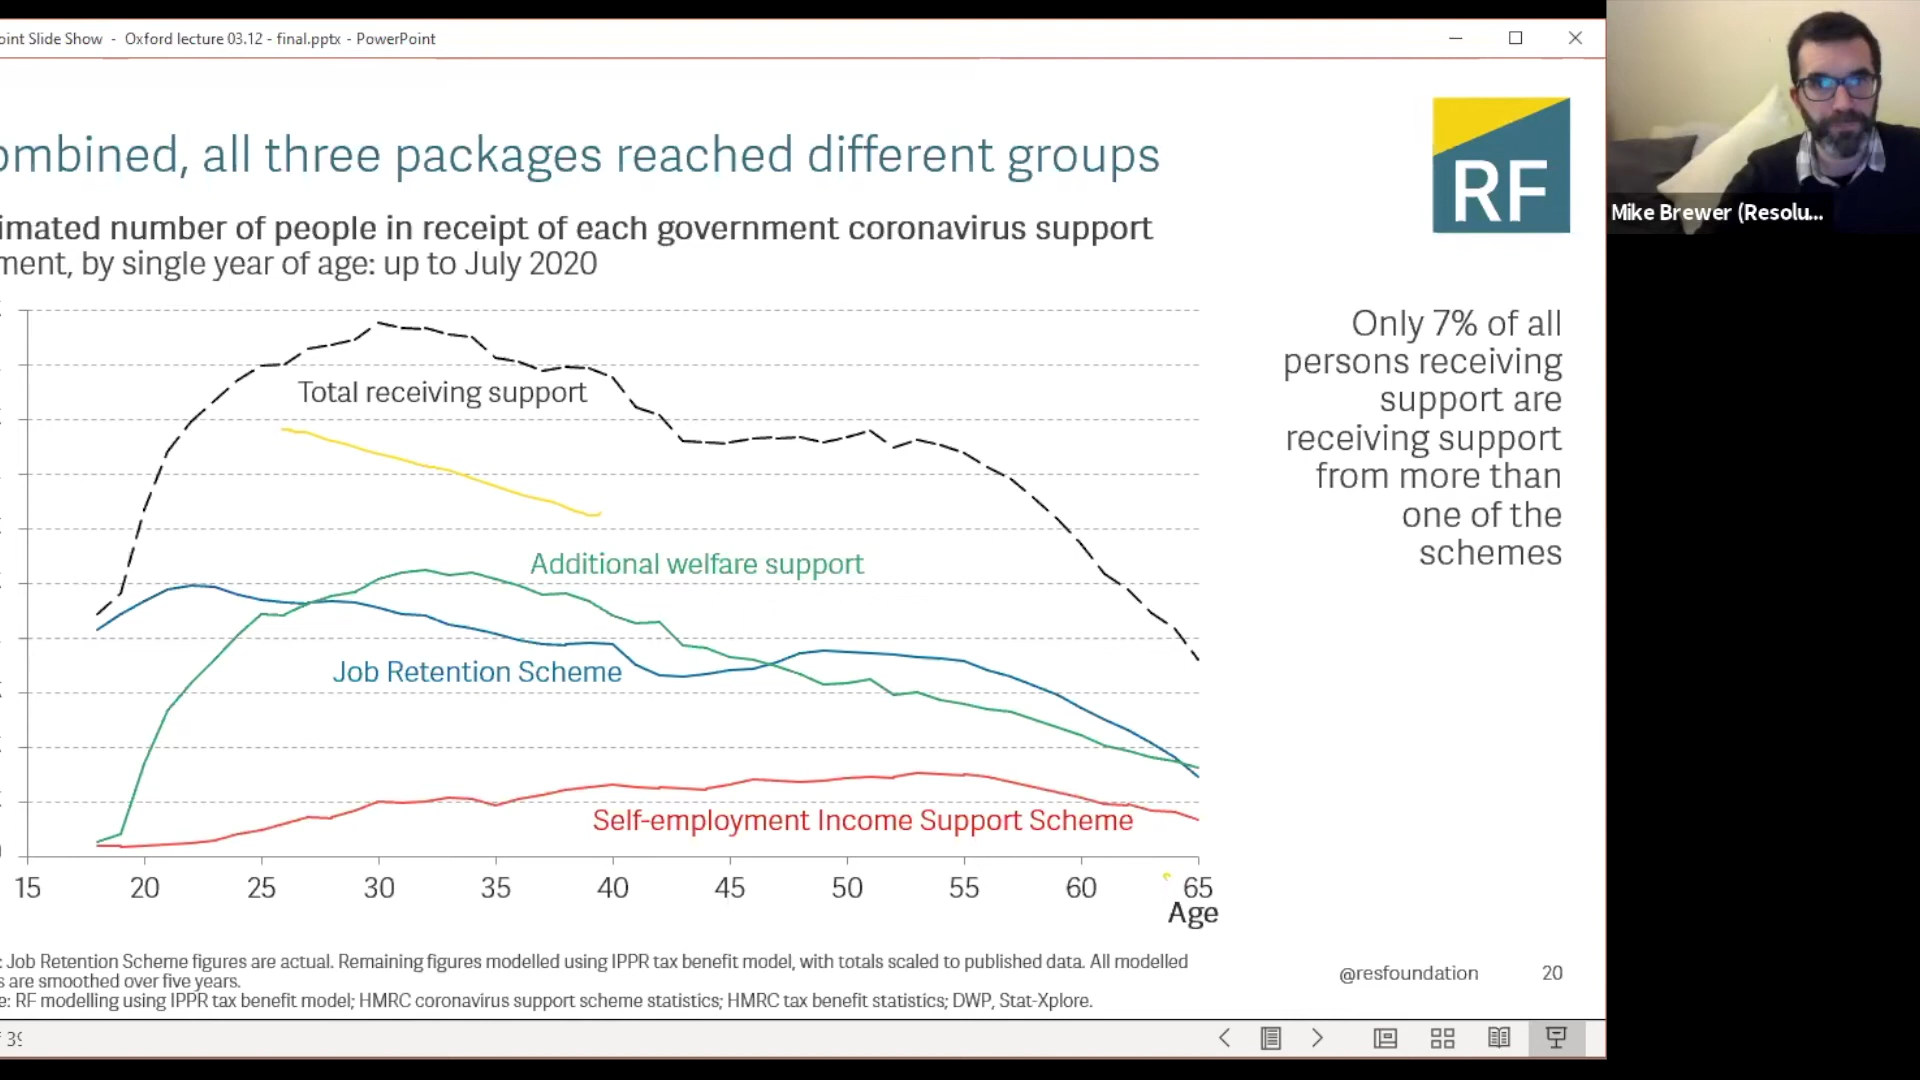 oint Slide Show - Oxford lecture 03.12 - final.pptx - PowerPoint
ombined, all three packages reached different groups
RF
Mike Brewer (Resolu...
imated number of people in receipt of each government coronavirus support
ment, by single year of age: up to July 2020
Only 7% of all
persons receiving
support are
receiving support
from more than
one of the
schemes
Total receiving support
Additional welfare support
Job Retention Scheme
Self-employment Income Support Scheme
15 20 25 30 35 40 45 50 55 60 65
Age
: Job Retention Scheme figures are actual. Remaining figures modelled using IPPR tax benefit model, with totals scaled to published data. All modelled
s are smoothed over five years.
e: RF modelling using IPPR tax benefit model; HMRC coronavirus support scheme statistics; HMRC tax benefit statistics; DWP, Stat-Xplore.
@resfoundation 20